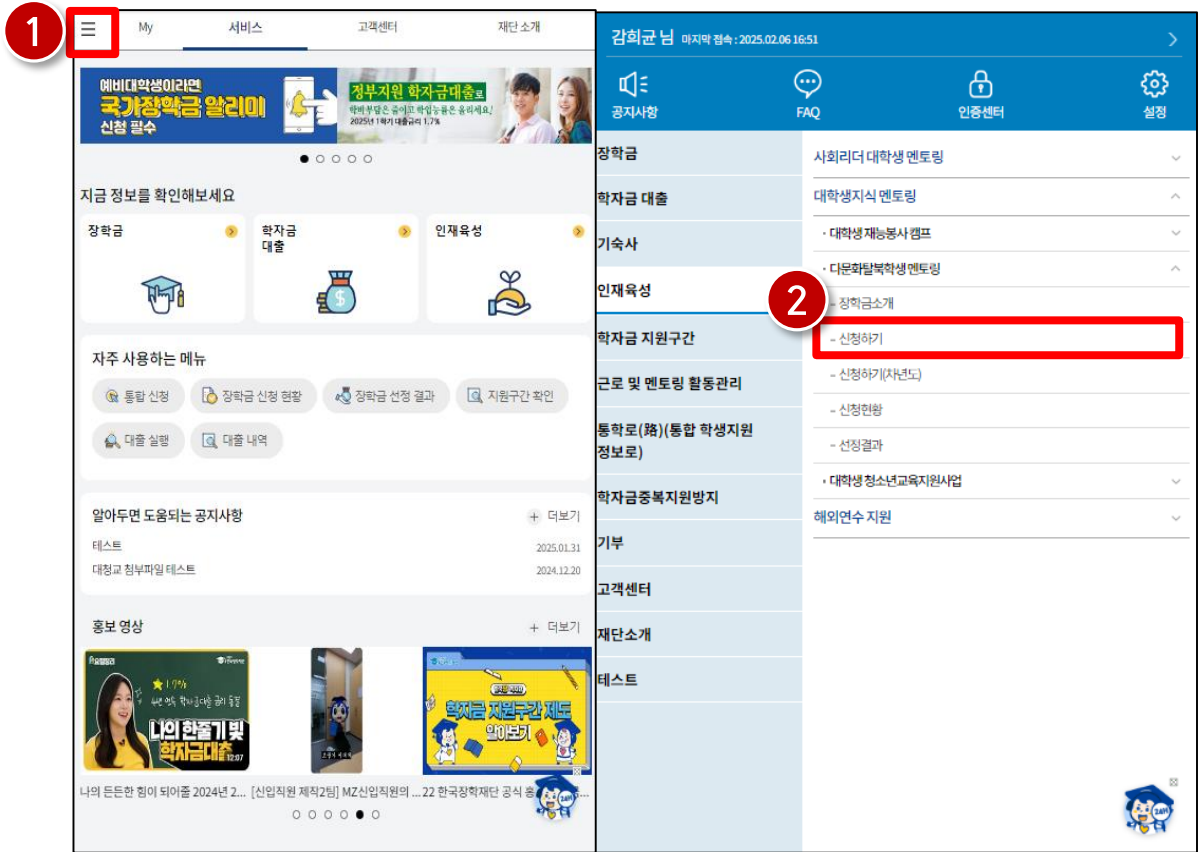 1
My 서비스 고객센터 재단 소개
예비대학생이라면
국가장학금 알리미
신청 필수
정부지원 학자금대출로
학비부담은 줄이고 학업능률은 올리세요!
2025년 1학기 대출금리 1.7%
지금 정보를 확인해보세요
장학금
학자금
대출
인재육성
자주 사용하는 메뉴
통합 신청
장학금 신청 현황
장학금 선정 결과
지원구간 확인
대출 실행
대출 내역
알아두면 도움되는 공지사항
+ 더보기
테스트 2025.01.31
대청교 첨부파일 테스트 2024.12.20
홍보 영상
+ 더보기
★1.7%
나의 한줄기 빛
학자금대출
12:07
학자금 지원구간 제도
알아보기
나의 든든한 힘이 되어줄 2024년 2...
[신입직원 제작2팀] MZ신입직원의 ...
22 한국장학재단 공식 홍
24H
감희균 님 마지막 접속 : 2025.02.06 16:51
공지사항
FAQ
인증센터
설정
장학금
학자금 대출
기숙사
인재육성
학자금 지원구간
근로 및 멘토링 활동관리
통학로(路)(통합 학생지원
정보로)
학자금중복지원방지
기부
고객센터
재단소개
테스트
사회리더 대학생 멘토링
대학생지식 멘토링
· 대학생 재능봉사 캠프
· 다문화탈북학생멘토링
2
- 장학금소개
- 신청하기
- 신청하기(차년도)
- 신청현황
- 선정결과
· 대학생 청소년교육지원사업
해외연수 지원
24H